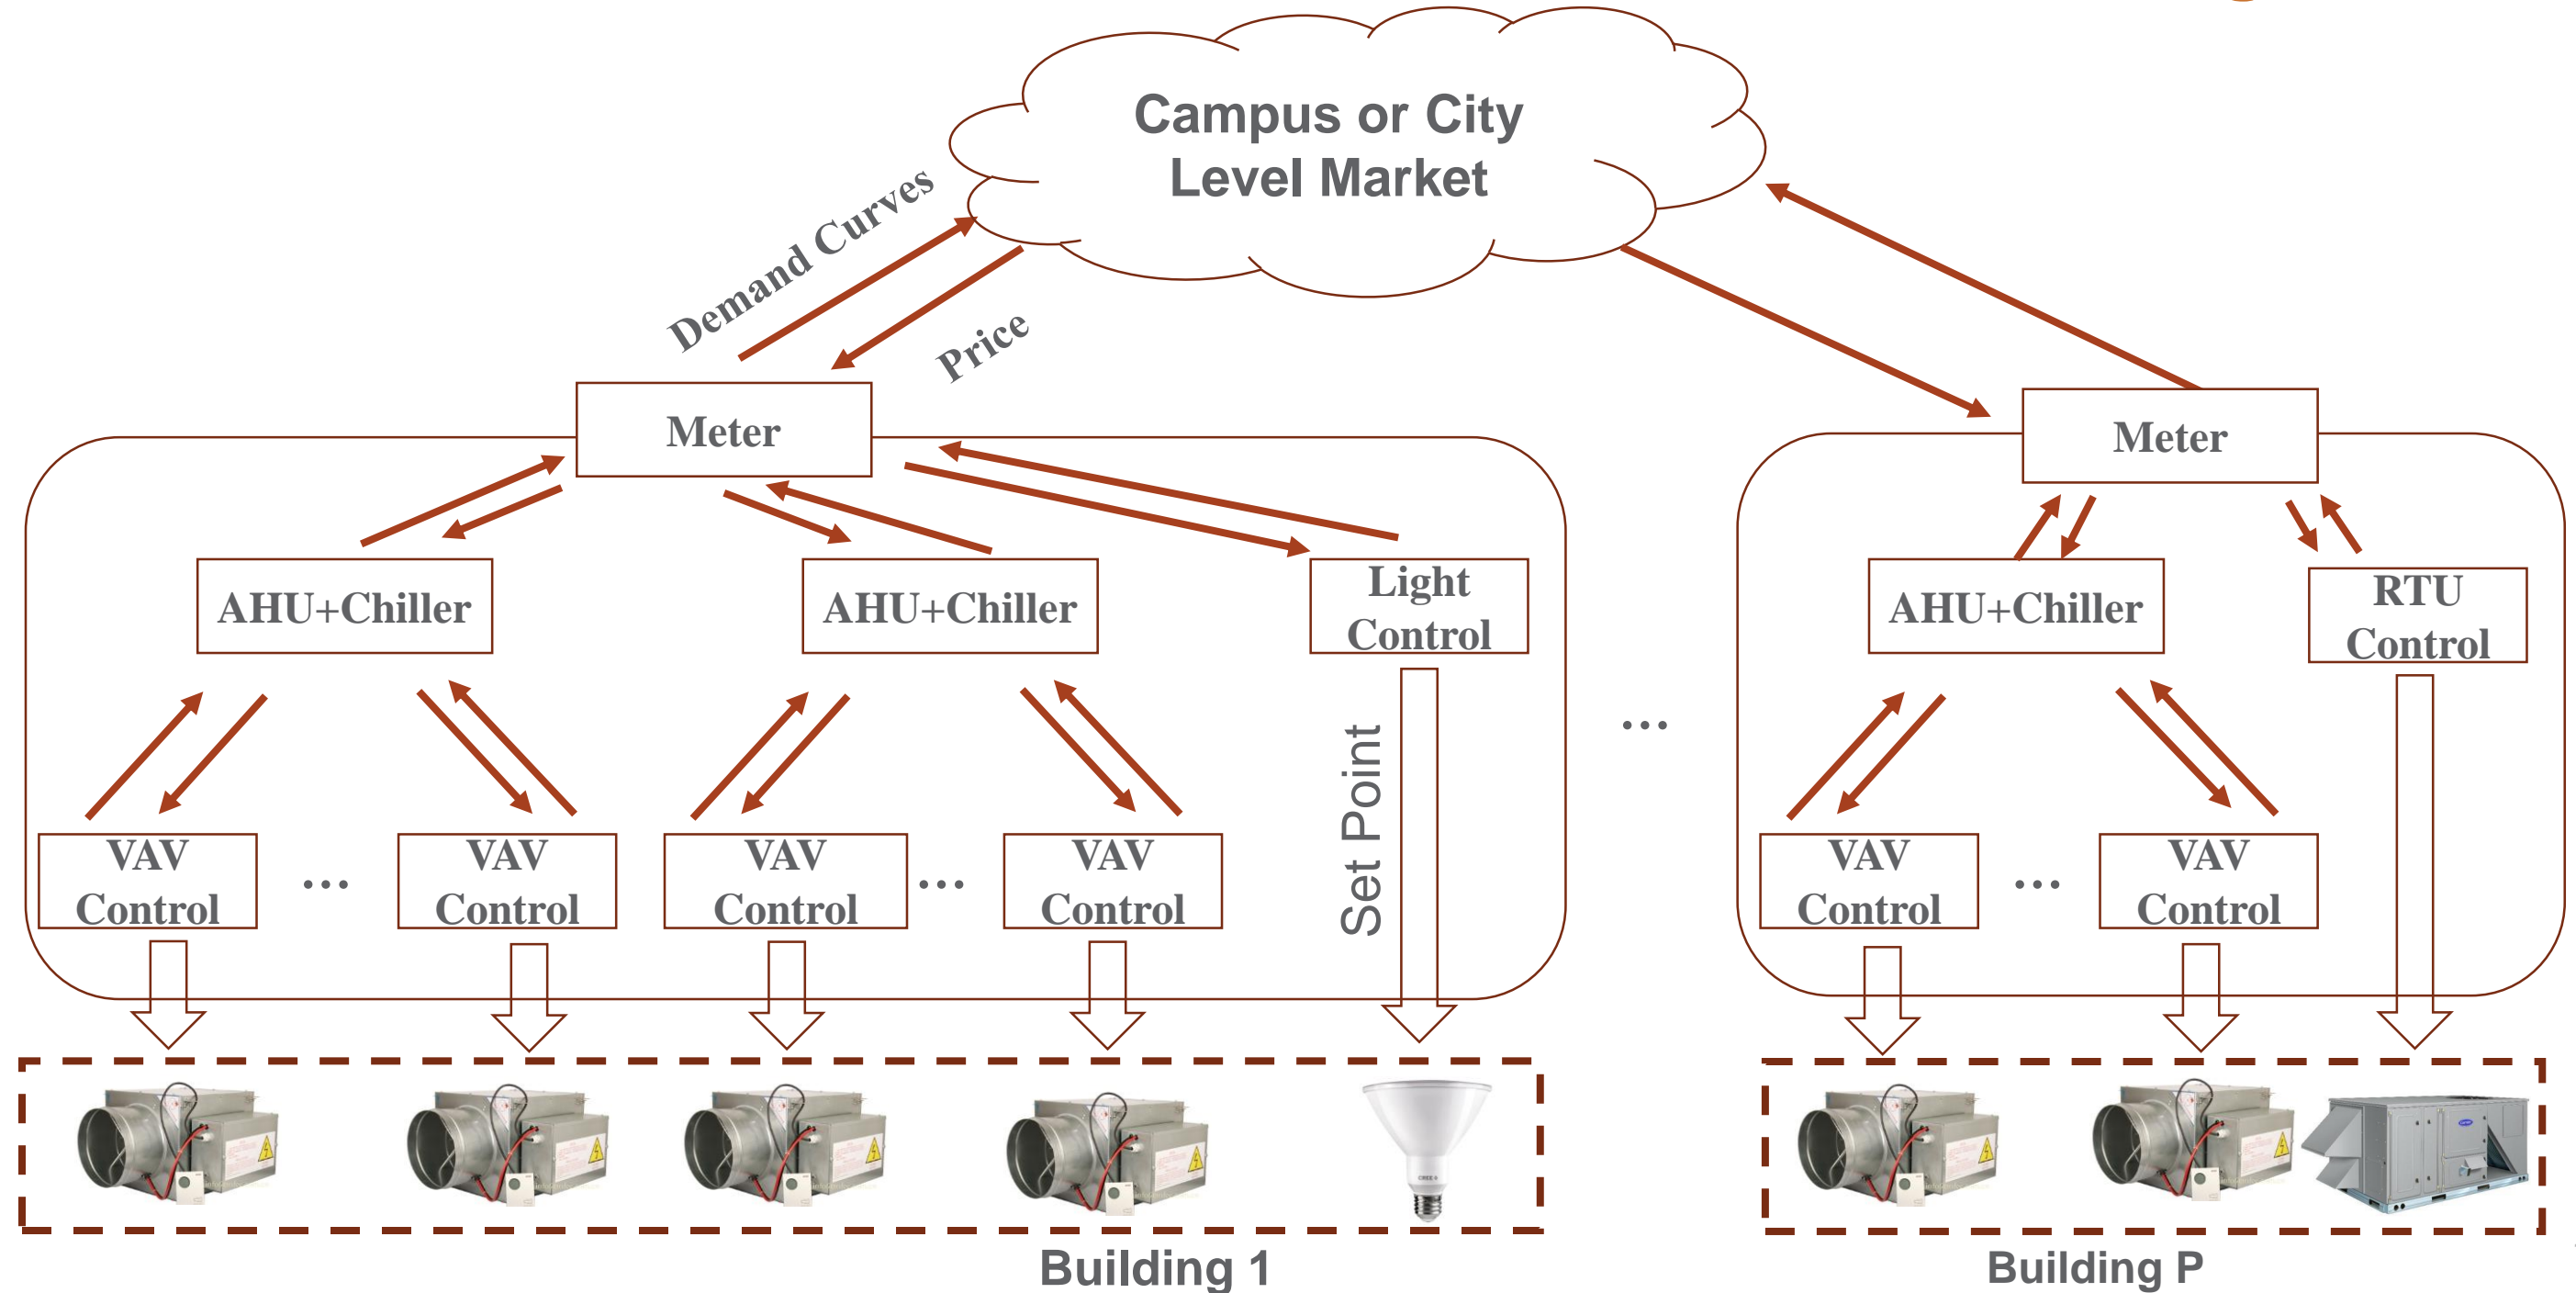 Campus or City
Level Market
Demand Curves
Price
Meter
Meter
AHU+Chiller
AHU+Chiller
Light
Control
AHU+Chiller
RTU
Control
Set Point
...
VAV
Control
...
VAV
Control
VAV
Control
...
VAV
Control
VAV
Control
...
VAV
Control
CREE
Building 1
Building P